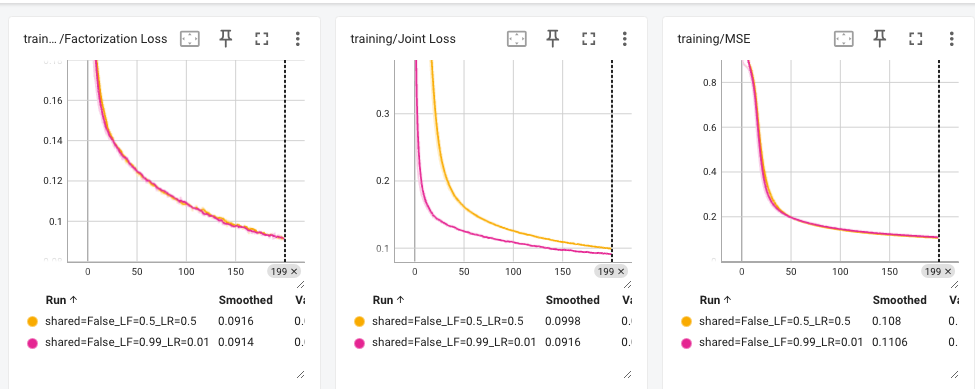 train… /Factorization Loss
0.16
0.14
0.12
0.1
0 50 100 150 199 ×
Run ↑ Smoothed
shared=False_LF=0.5_LR=0.5 0.0916 0.
shared=False_LF=0.99_LR=0.01 0.0914 0.
training/Joint Loss
0.3
0.2
0.1
0 50 100 150 199 ×
Run ↑ Smoothed
shared=False_LF=0.5_LR=0.5 0.0998 0.
shared=False_LF=0.99_LR=0.01 0.0916 0.
training/MSE
0.8
0.6
0.4
0.2
0 50 100 150 199 ×
Run ↑ Smoothed
shared=False_LF=0.5_LR=0.5 0.108 0.
shared=False_LF=0.99_LR=0.01 0.1106 0.